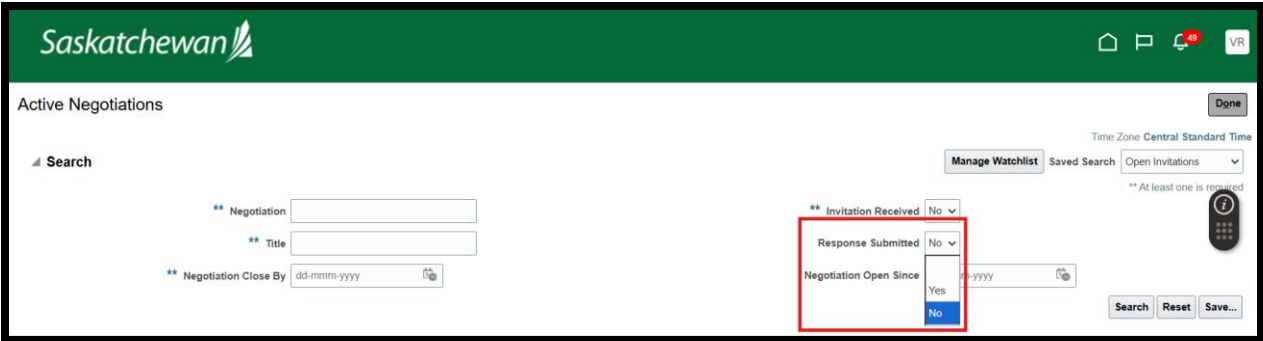 Saskatchewan
49
VR
Active Negotiations
Done
Time Zone Central Standard Time
Search
Manage Watchlist Saved Search Open Invitations
** At least one is required
** Negotiation
** Invitation Received No
** Title
Response Submitted No
** Negotiation Close By dd-mmm-yyyy
Negotiation Open Since m-yyyy
Yes
No
Search Reset Save...